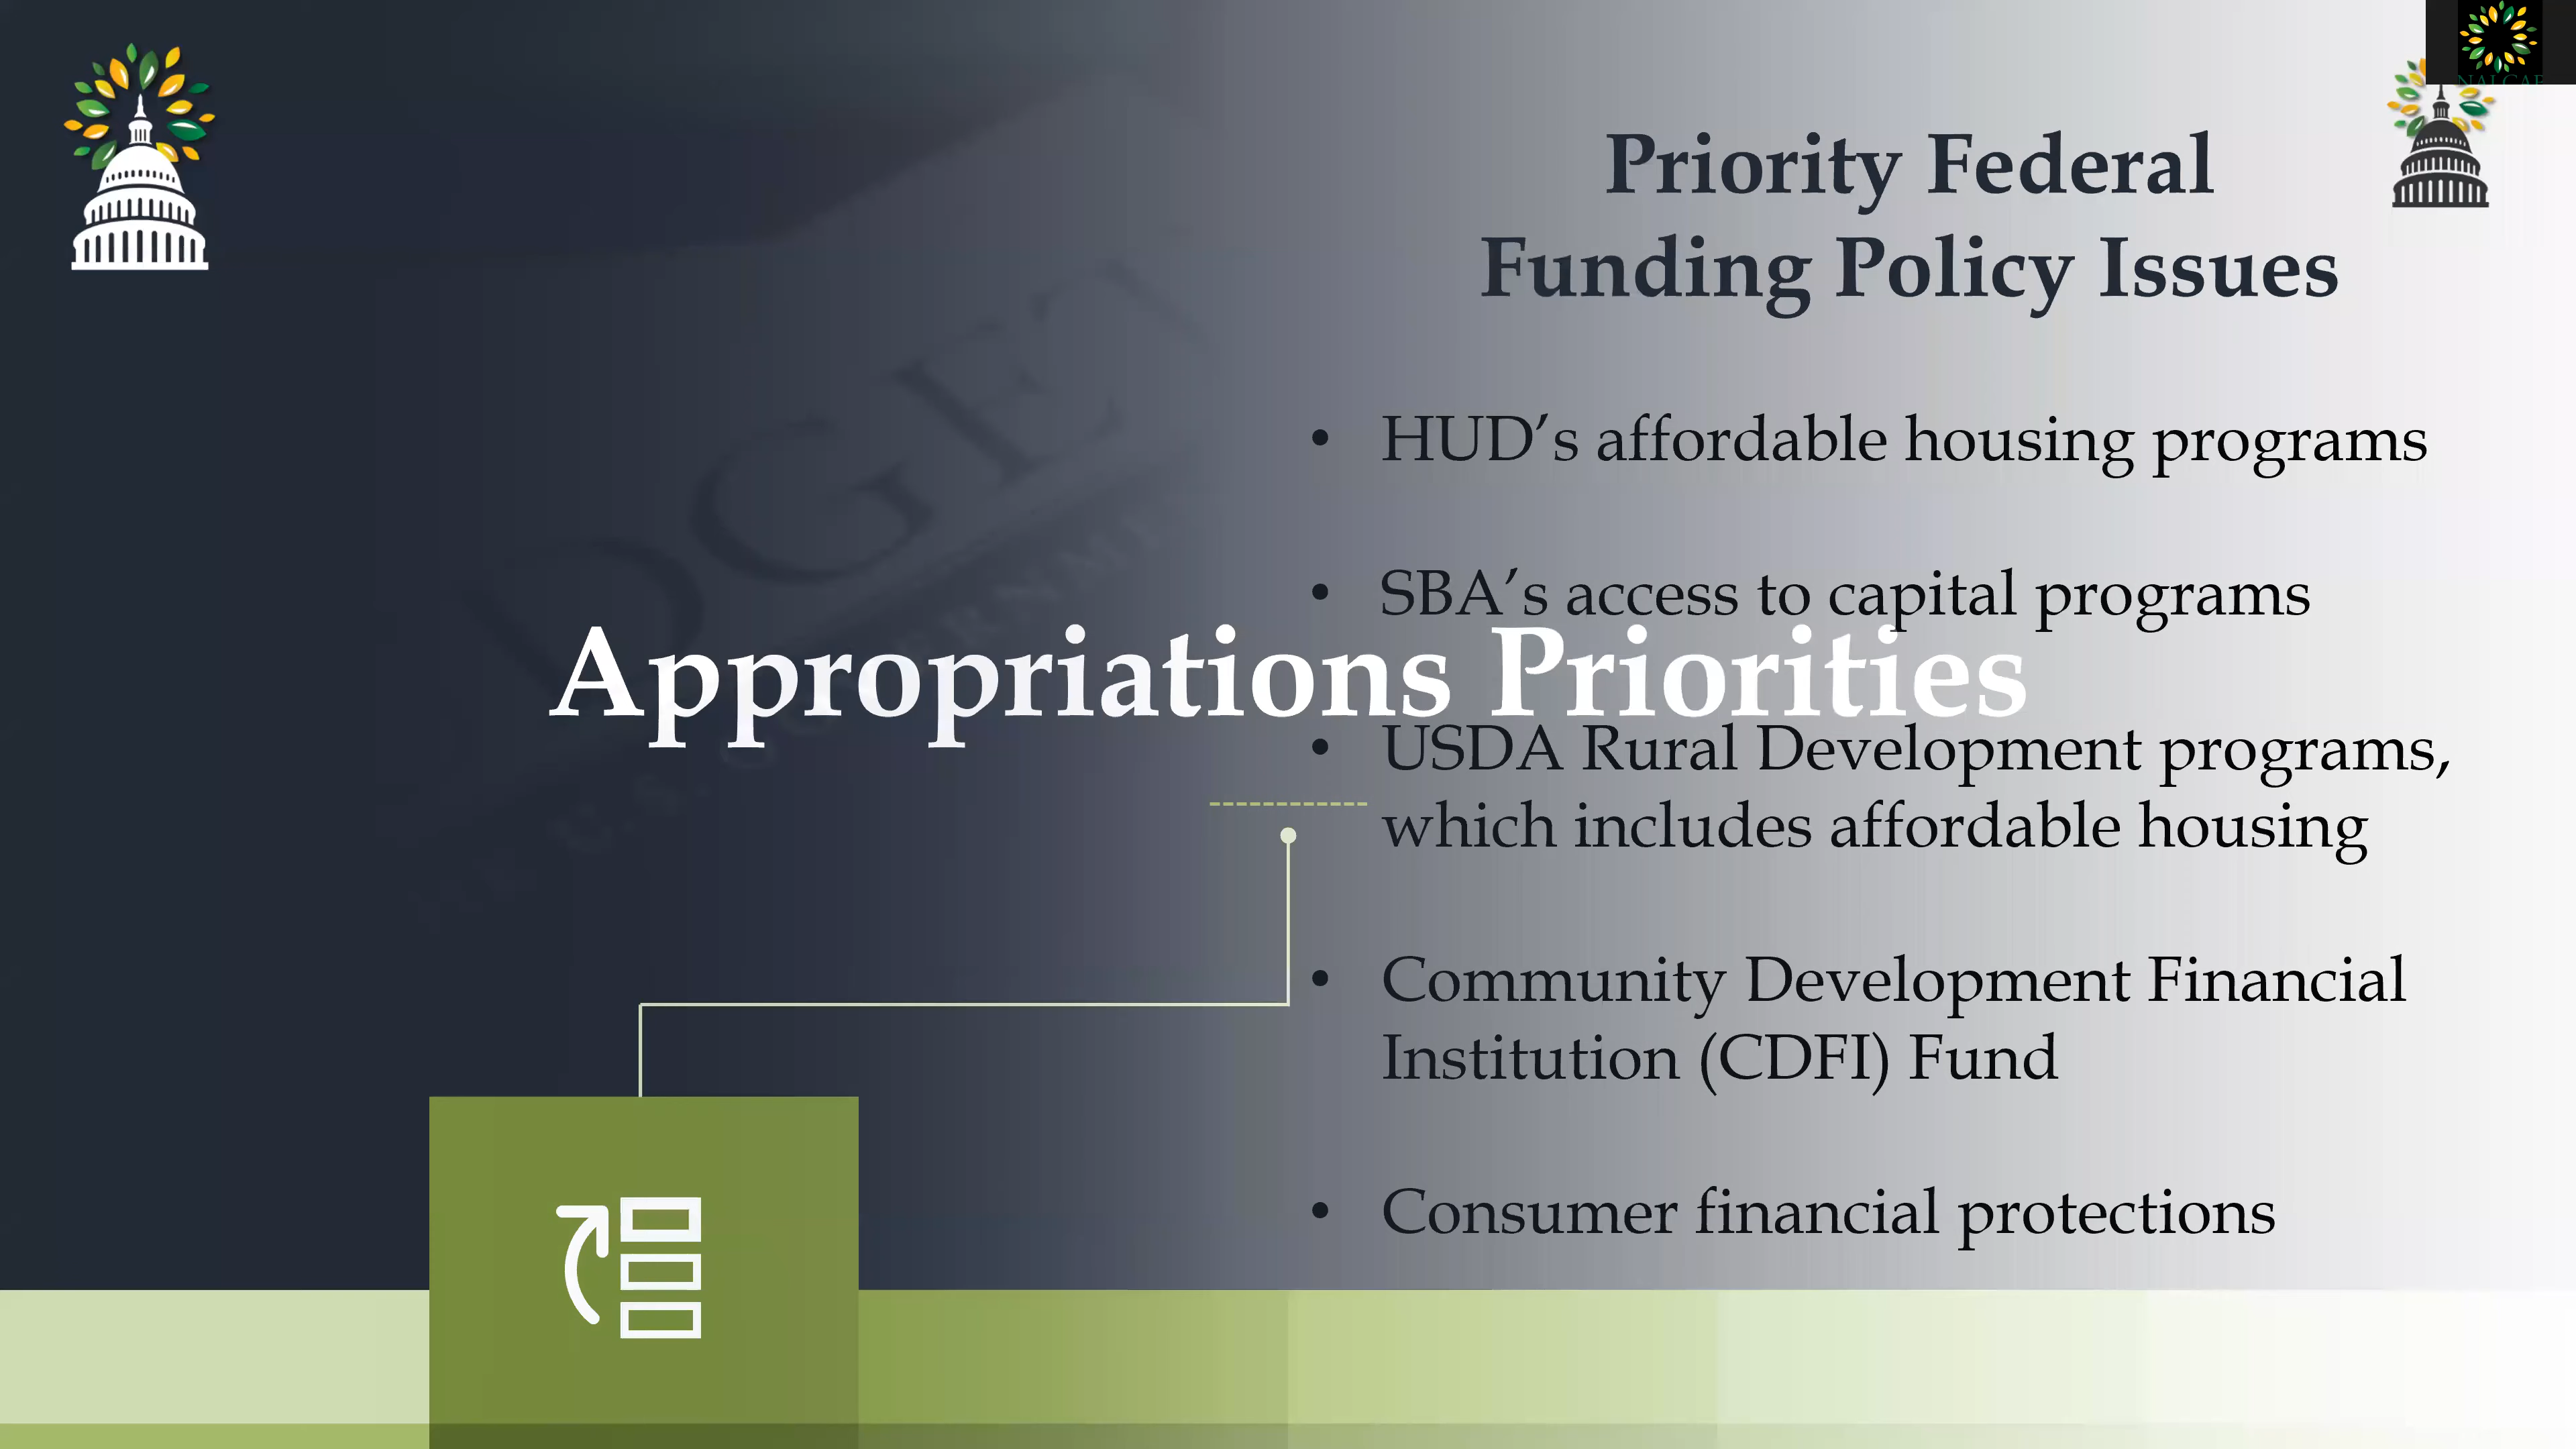 NALCAB
Priority Federal
Funding Policy Issues
• HUD’s affordable housing programs
• SBA’s access to capital programs
Appropriations Priorities
• USDA Rural Development programs,
which includes affordable housing
• Community Development Financial
Institution (CDFI) Fund
• Consumer financial protections